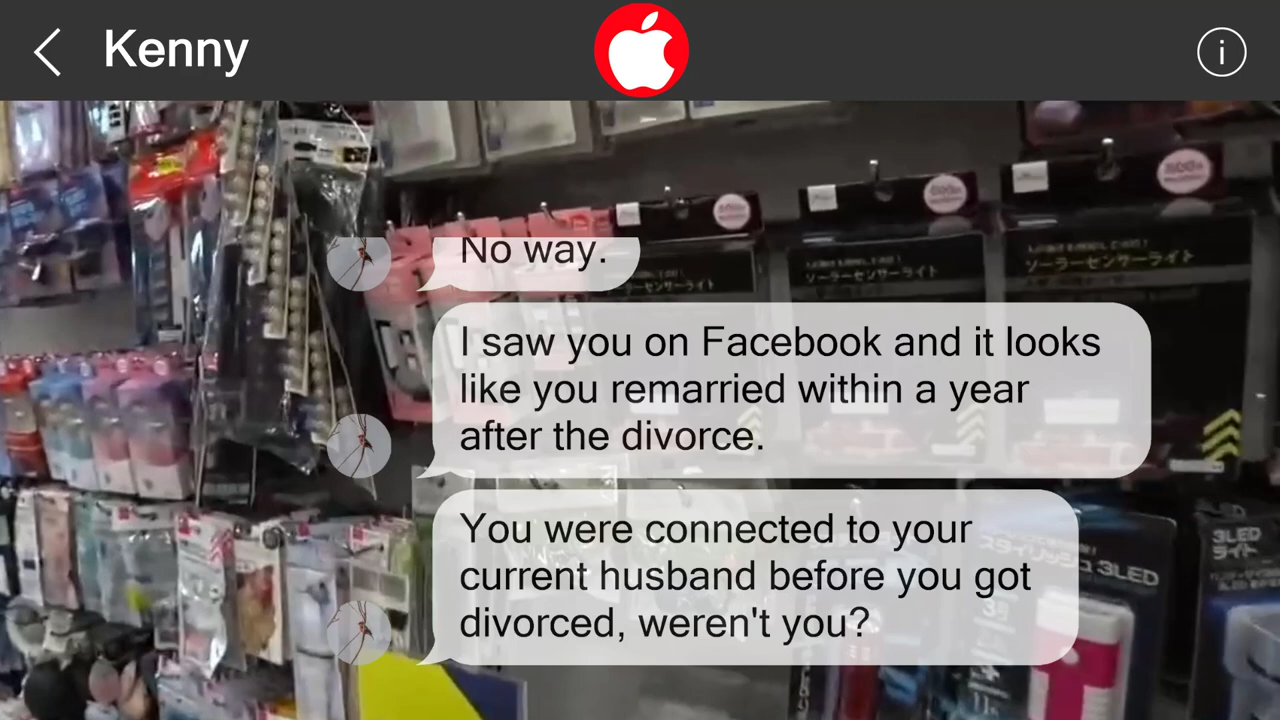 Kenny
i
No way.
I saw you on Facebook and it looks
like you remarried within a year
after the divorce.
You were connected to your
current husband before you got
divorced, weren't you?
ソーラーセンサーライト
ソーラーセンサーライト
3LED
3LED
ライト